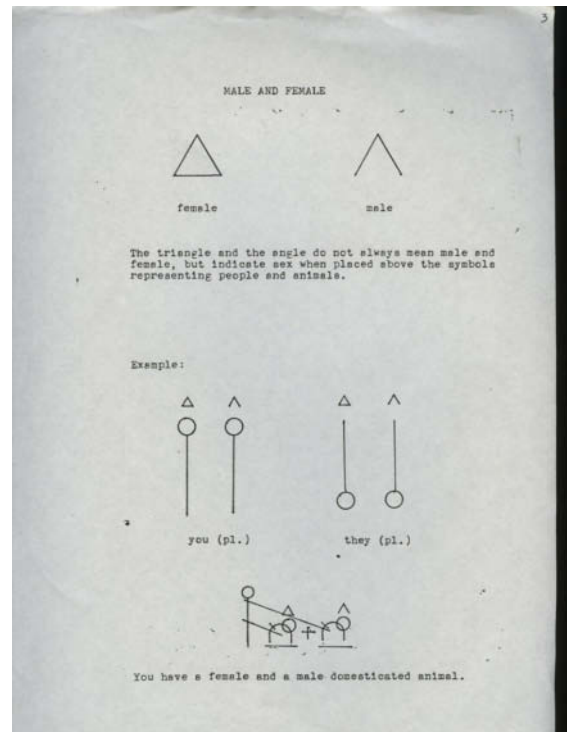 3
MALE AND FEMALE
female male
The triangle and the angle do not always mean male and
female, but indicate sex when placed above the symbols
representing people and animals.
Example:
you (pl.) they (pl.)
+
You have a female and a male domesticated animal.